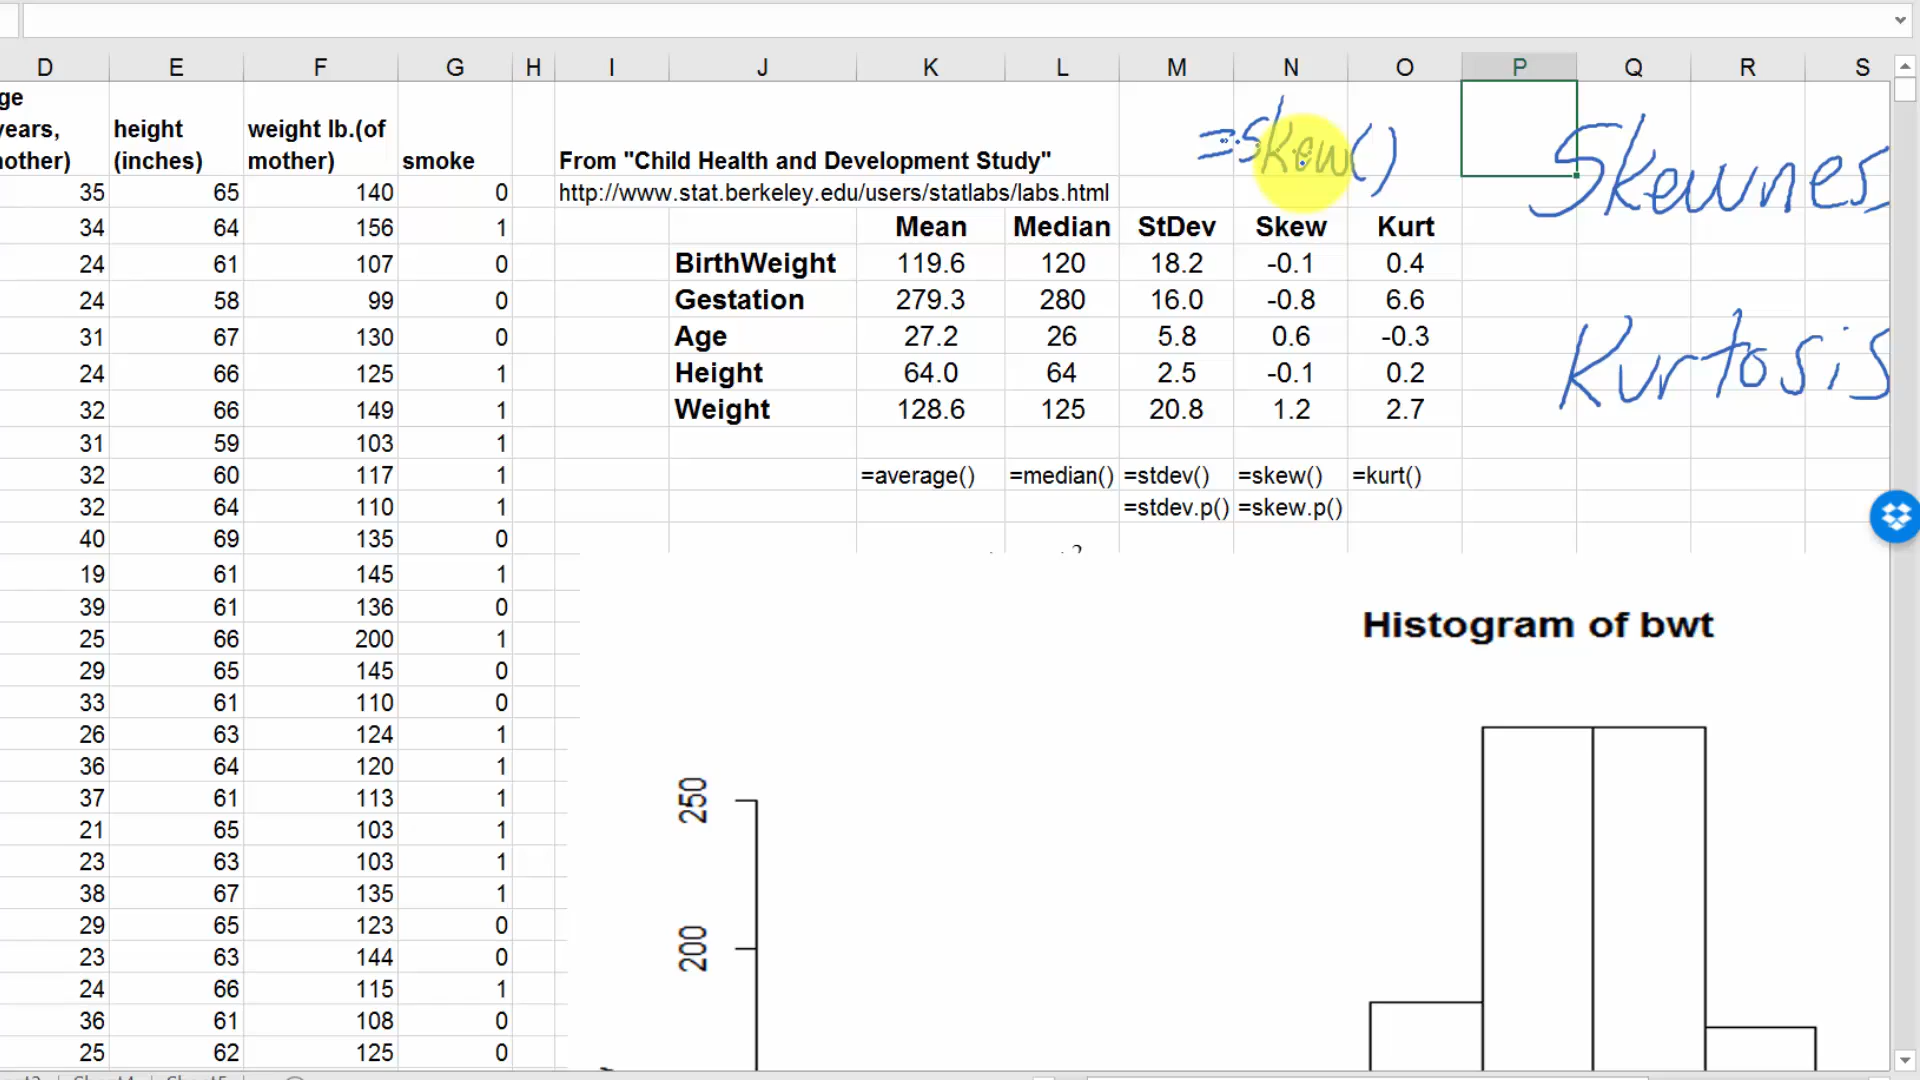 D E F G H I J K L M N O P Q R S
ge years, nother) height (inches) weight lb.(of mother) smoke From "Child Health and Development Study" =skew() Skewnes
35 65 140 0 http://www.stat.berkeley.edu/users/statlabs/labs.html
34 64 156 1 Mean Median StDev Skew Kurt
24 61 107 0 BirthWeight 119.6 120 18.2 -0.1 0.4
24 58 99 0 Gestation 279.3 280 16.0 -0.8 6.6
31 67 130 0 Age 27.2 26 5.8 0.6 -0.3
Kurtosis
24 66 125 1 Height 64.0 64 2.5 -0.1 0.2
32 66 149 1 Weight 128.6 125 20.8 1.2 2.7
31 59 103 1
32 60 117 1 =average() =median() =stdev() =skew() =kurt()
32 64 110 1 =stdev.p() =skew.p()
40 69 135 0
19 61 145 1
39 61 136 0
25 66 200 1
Histogram of bwt
29 65 145 0
33 61 110 0
26 63 124 1
36 64 120 1
37 61 113 1
250
21 65 103 1
23 63 103 1
38 67 135 1
29 65 123 0
200
23 63 144 0
24 66 115 1
36 61 108 0
25 62 125 0